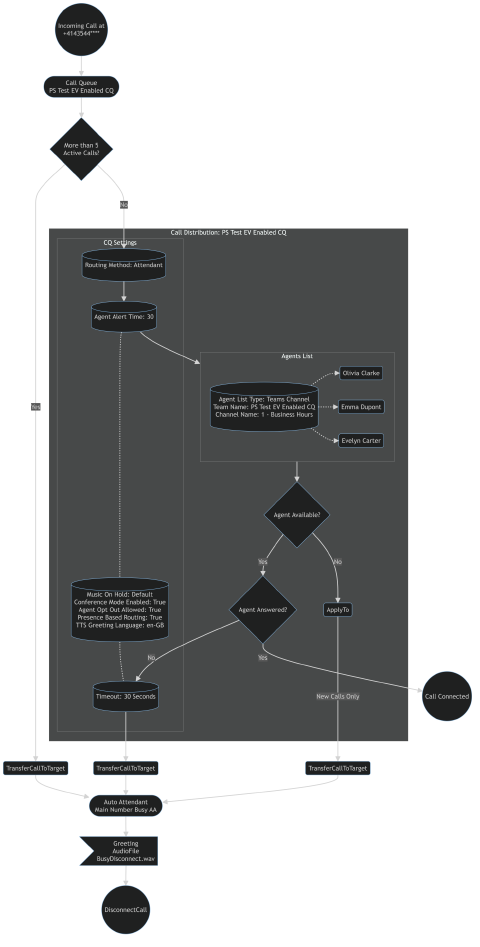 Incoming Call at
+4143544****
Call Queue
PS Test EV Enabled CQ
More than 5
Active Calls?
No
Yes
Call Distribution: PS Test EV Enabled CQ
CQ Settings
Routing Method: Attendant
Agent Alert Time: 30
Agents List
Agent List Type: Teams Channel
Team Name: PS Test EV Enabled CQ
Channel Name: 1 - Business Hours
Olivia Clarke
Emma Dupont
Evelyn Carter
Agent Available?
Yes
No
Music On Hold: Default
Conference Mode Enabled: True
Agent Opt Out Allowed: True
Presence Based Routing: True
TTS Greeting Language: en-GB
Agent Answered?
ApplyTo
No
Yes
Timeout: 30 Seconds
New Calls Only
Call Connected
TransferCallToTarget
TransferCallToTarget
TransferCallToTarget
Auto Attendant
Main Number Busy AA
Greeting
AudioFile
BusyDisconnect.wav
DisconnectCall